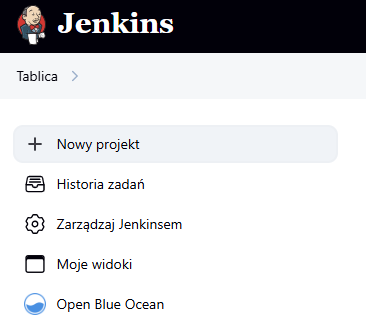 Jenkins
Tablica
Nowy projekt
Historia zadań
Zarządzaj Jenkinsem
Moje widoki
Open Blue Ocean